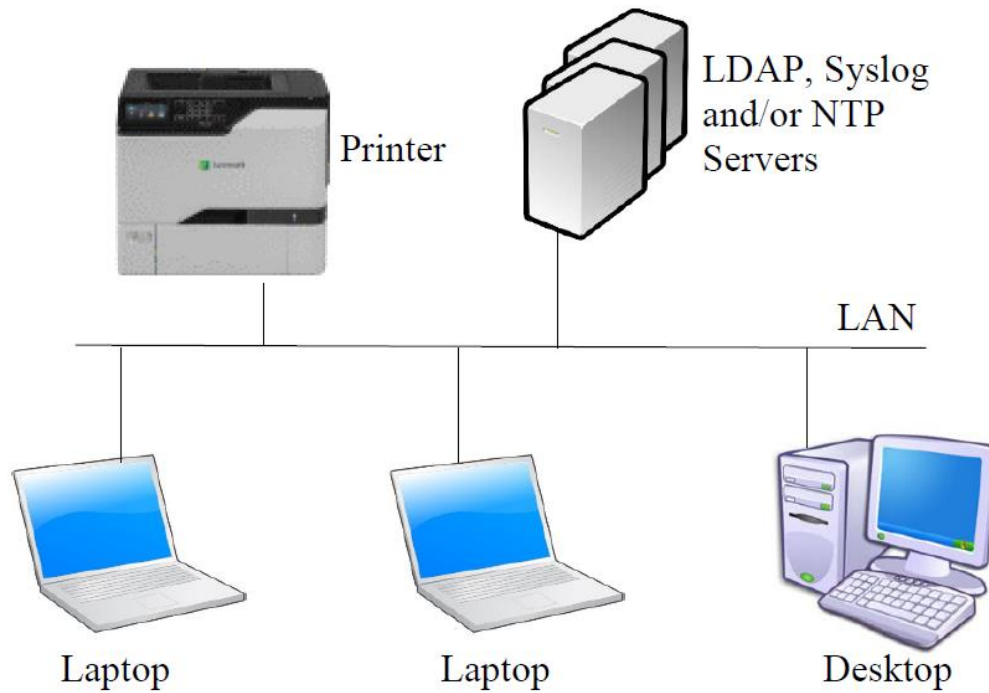 Printer
LDAP, Syslog
and/or NTP
Servers
LAN
Laptop
Laptop
Desktop